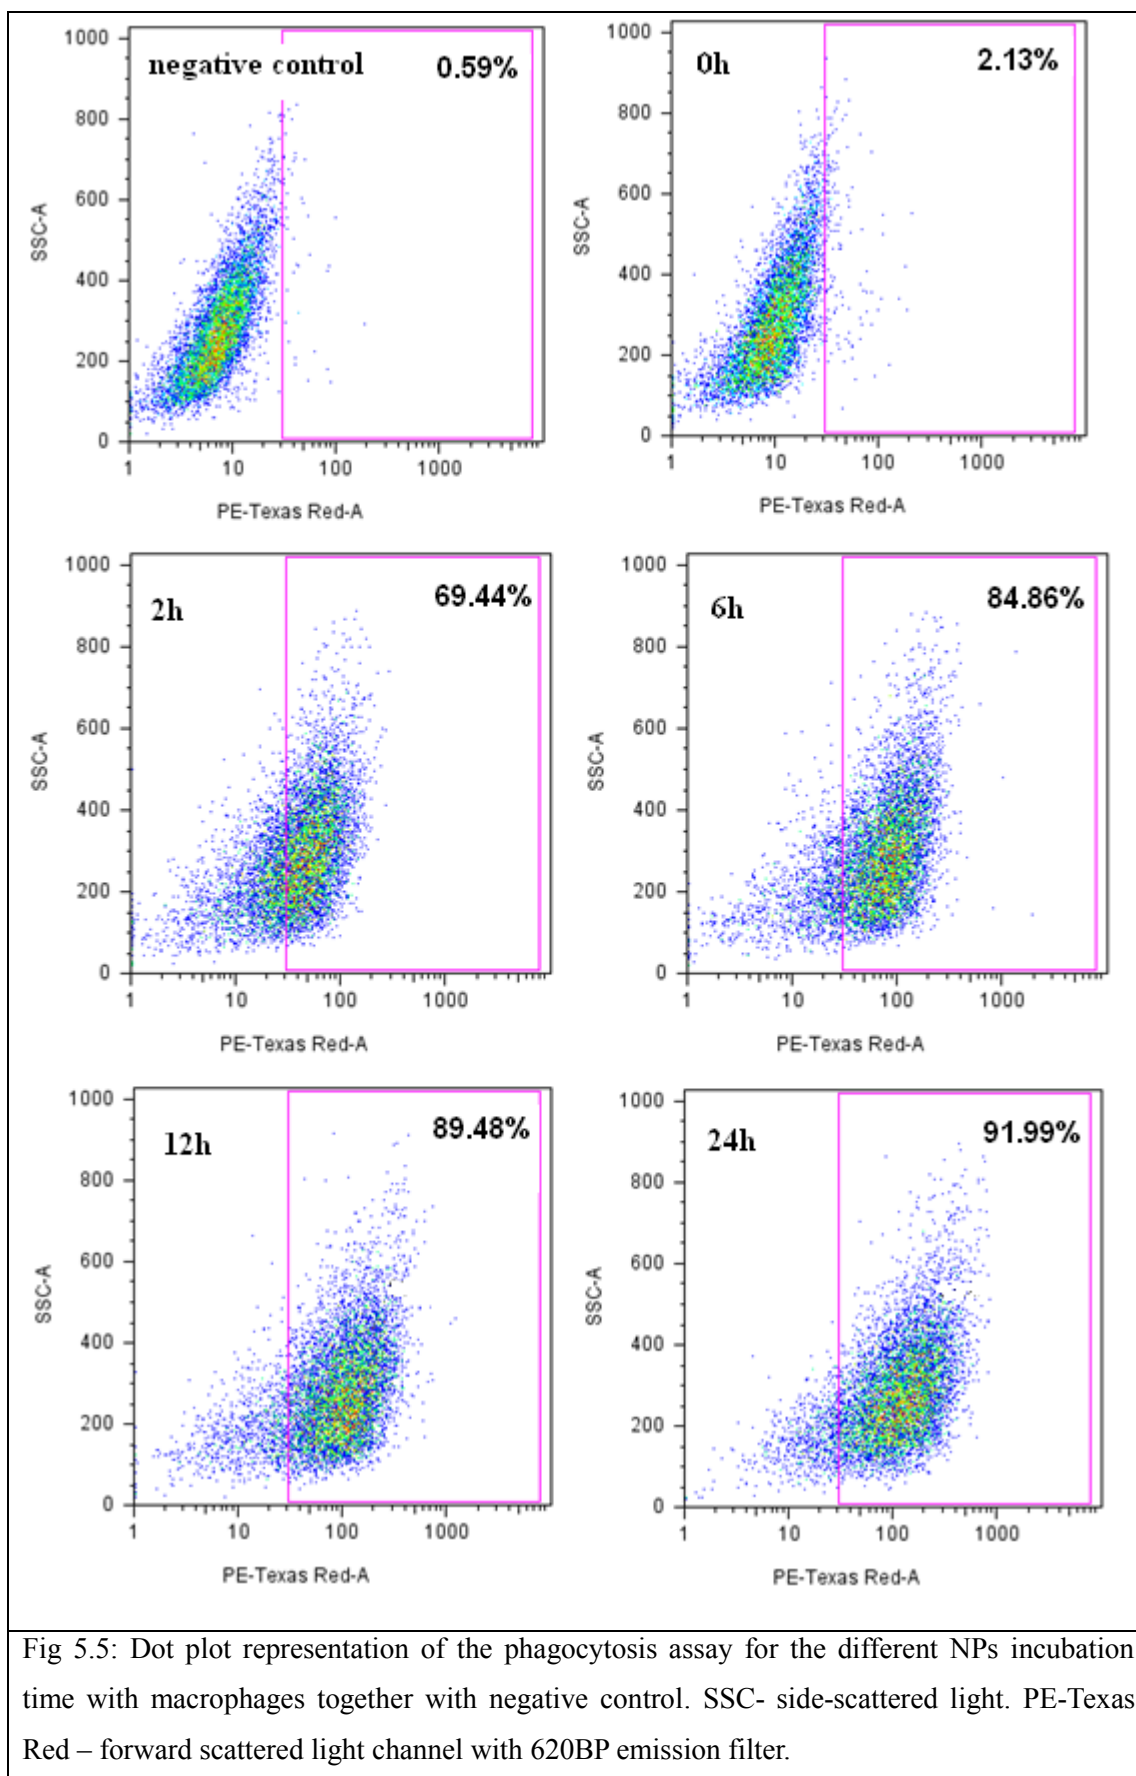 negative control 0.59%
1000
800
600
400
200
0
SSC-A
1 10 100 1000
PE-Texas Red-A
0h 2.13%
1000
800
600
400
200
0
SSC-A
1 10 100 1000
PE-Texas Red-A
2h 69.44%
1000
800
600
400
200
0
SSC-A
1 10 100 1000
PE-Texas Red-A
6h 84.86%
1000
800
600
400
200
0
SSC-A
1 10 100 1000
PE-Texas Red-A
12h 89.48%
1000
800
600
400
200
0
SSC-A
1 10 100 1000
PE-Texas Red-A
24h 91.99%
1000
800
600
400
200
0
SSC-A
1 10 100 1000
PE-Texas Red-A
Fig 5.5: Dot plot representation of the phagocytosis assay for the different NPs incubation
time with macrophages together with negative control. SSC- side-scattered light. PE-Texas
Red – forward scattered light channel with 620BP emission filter.